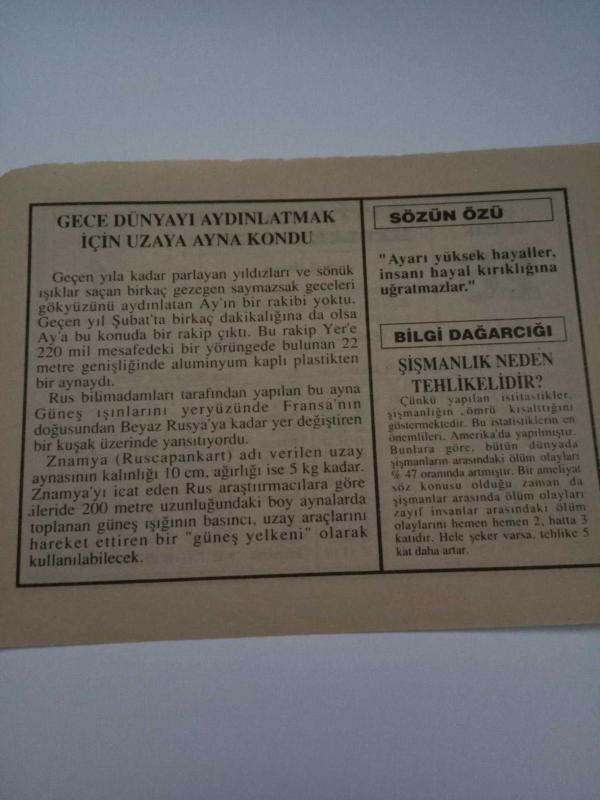 GECE DÜNYAYI AYDINLATMAK
İÇİN UZAYA AYNA KONDU
Geçen yıla kadar parlayan yıldızları ve sönük
ışıklar saçan birkaç gezegen saymazsak geceleri
gökyüzünü aydınlatan Ay'ın bir rakibi yoktu.
Geçen yıl Şubat'ta birkaç dakikalığına da olsa
Ay'a bu konuda bir rakip çıktı. Bu rakip Yer'e
220 mil mesafedeki bir yörüngede bulunan 22
metre genişliğinde aluminyum kaplı plastikten
bir aynaydı.
Rus bilimadamları tarafından yapılan bu ayna
Güneş ışınlarını yeryüzünde Fransa'nın
doğusundan Beyaz Rusya'ya kadar yer değiştiren
bir kuşak üzerinde yansıtıyordu.
Znamya (Ruscapankart) adı verilen uzay
aynasının kalınlığı 10 cm, ağırlığı ise 5 kg kadar.
Znamya'yı icat eden Rus araştıırmacılara göre
ileride 200 metre uzunluğundaki boy aynalarda
toplanan güneş ışığının basıncı, uzay araçlarını
hareket ettiren bir "güneş yelkeni" olarak
kullanılabilecek.
SÖZÜN ÖZÜ
"Ayarı yüksek hayaller,
insanı hayal kırıklığına
uğratmazlar."
BİLGİ DAĞARCIĞI
ŞİŞMANLIK NEDEN
TEHLİKELİDİR?
Çünkü yapılan istitastikler,
şişmanlığın ömrü kısalttığını
göstermektedir. Bu istatistiklerin en
önemlileri, Amerika'da yapılmıştır.
Bunlara göre, bütün dünyada
şişmanların arasındaki ölüm olayları
% 47 oranında artmıştır. Bir ameliyat
söz konusu olduğu zaman da
şişmanlar arasında ölüm olayları
zayıf insanlar arasındaki ölüm
olaylarını hemen hemen 2, hatta 3
katıdır. Hele şeker varsa, tehlike 5
kat daha artar.